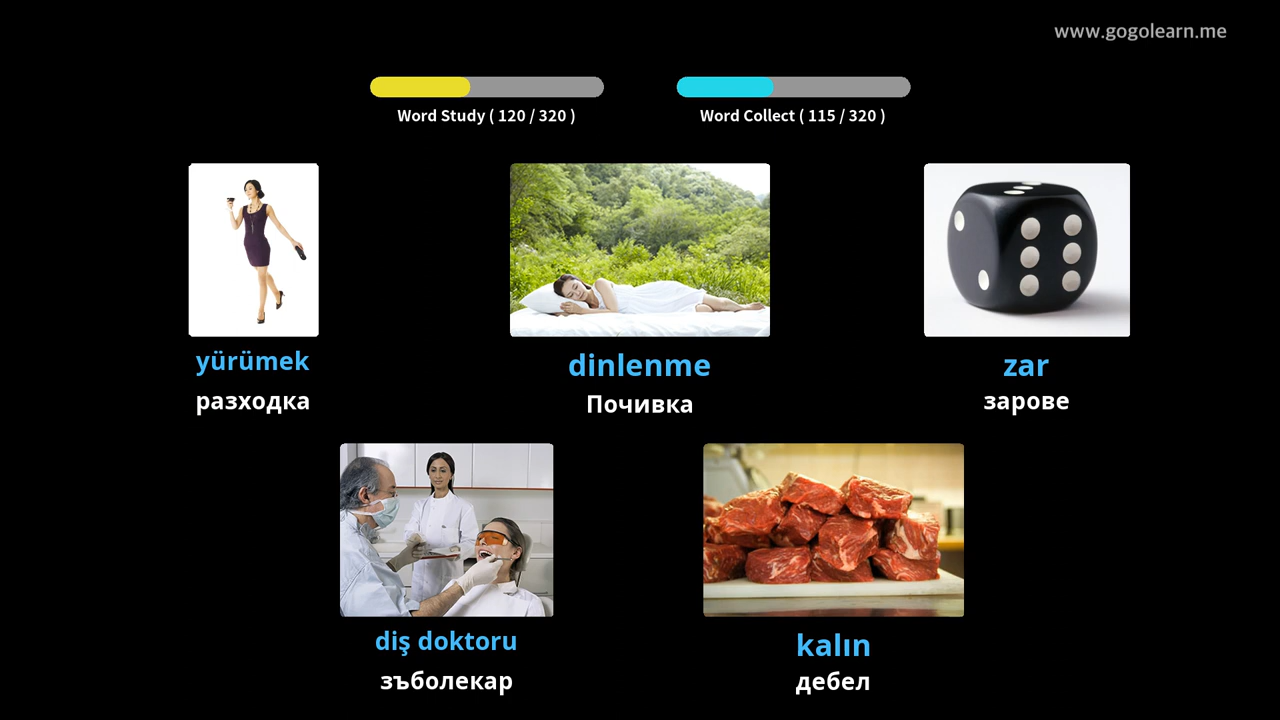 www.gogolearn.me
Word Study ( 120 / 320 )
Word Collect ( 115 / 320 )
yürümek
разходка
dinlenme
Почивка
zar
зарове
diş doktoru
зъболекар
kalın
дебел